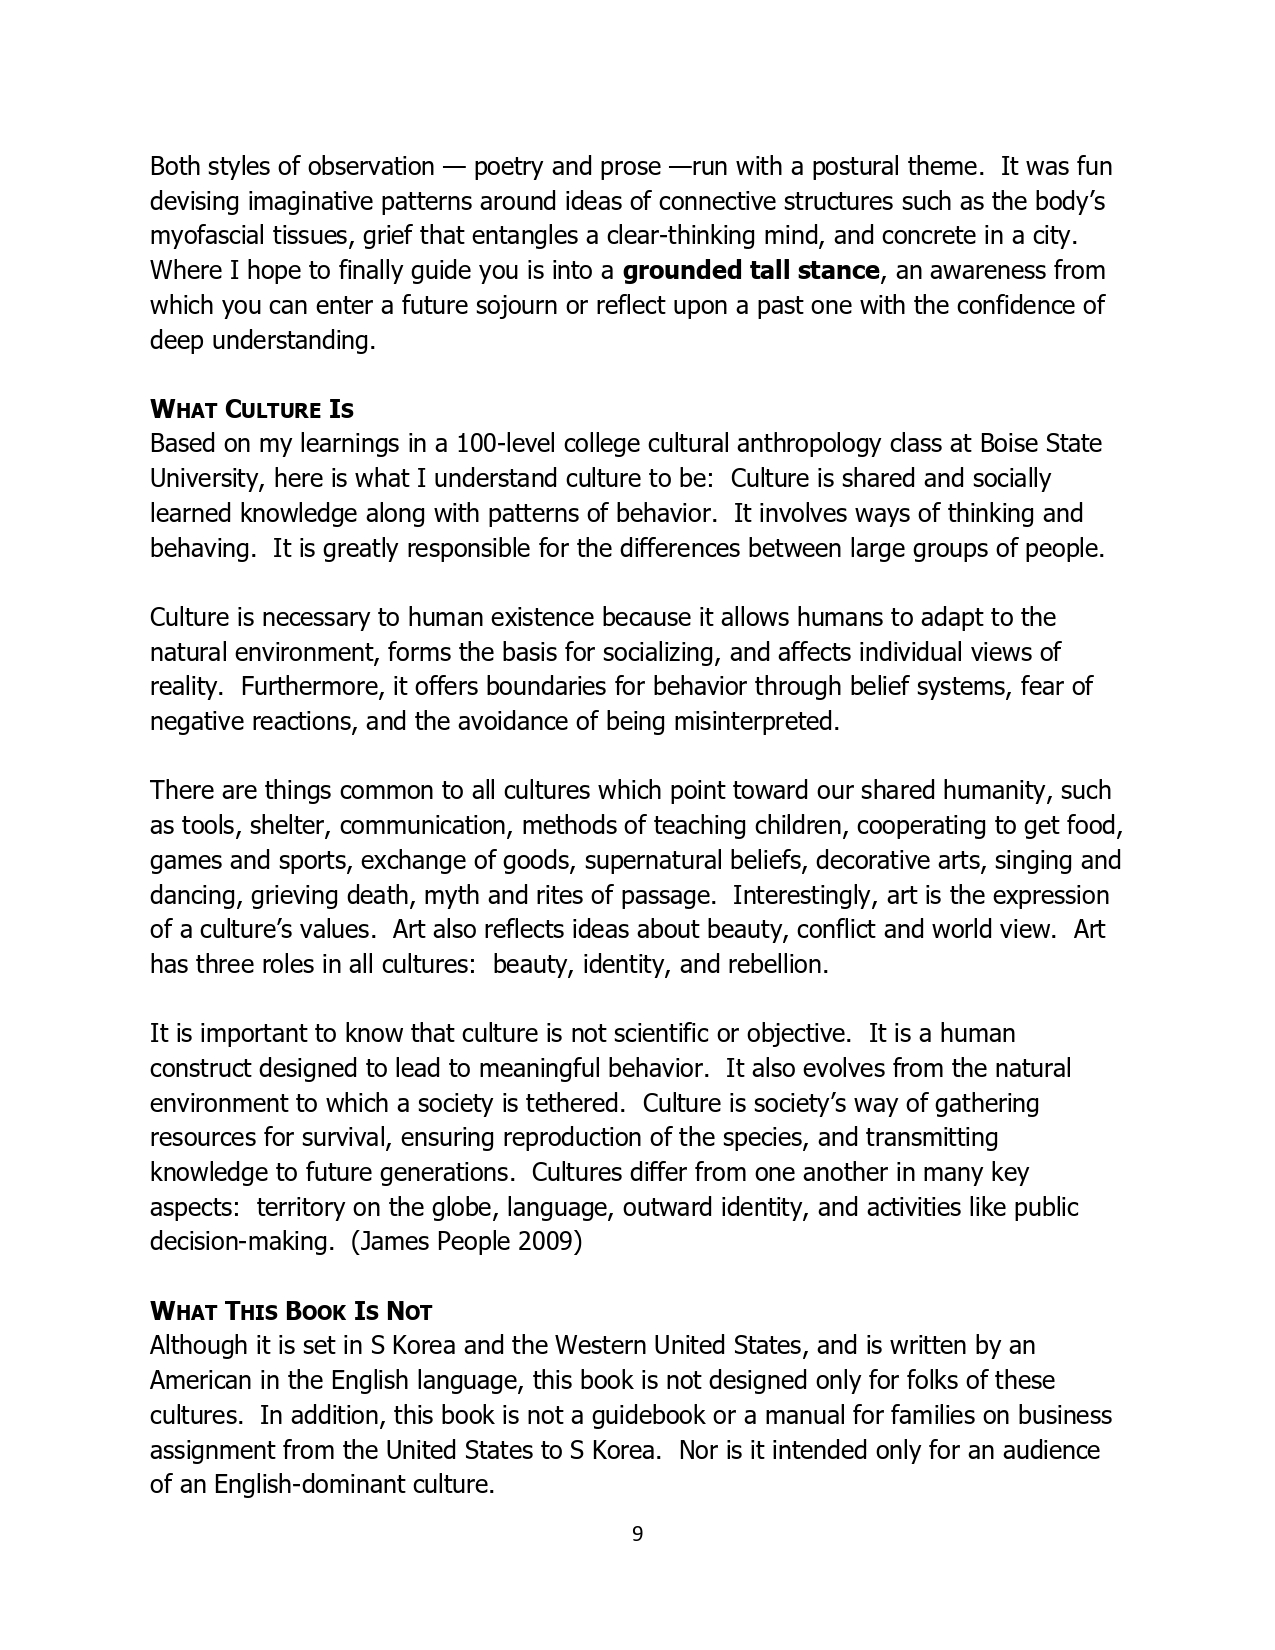 Both styles of observation — poetry and prose —run with a postural theme.  It was fun
devising imaginative patterns around ideas of connective structures such as the body’s
myofascial tissues, grief that entangles a clear-thinking mind, and concrete in a city.
Where I hope to finally guide you is into a grounded tall stance, an awareness from
which you can enter a future sojourn or reflect upon a past one with the confidence of
deep understanding.
WHAT CULTURE IS
Based on my learnings in a 100-level college cultural anthropology class at Boise State
University, here is what I understand culture to be:  Culture is shared and socially
learned knowledge along with patterns of behavior.  It involves ways of thinking and
behaving.  It is greatly responsible for the differences between large groups of people.
Culture is necessary to human existence because it allows humans to adapt to the
natural environment, forms the basis for socializing, and affects individual views of
reality.  Furthermore, it offers boundaries for behavior through belief systems, fear of
negative reactions, and the avoidance of being misinterpreted.
There are things common to all cultures which point toward our shared humanity, such
as tools, shelter, communication, methods of teaching children, cooperating to get food,
games and sports, exchange of goods, supernatural beliefs, decorative arts, singing and
dancing, grieving death, myth and rites of passage.  Interestingly, art is the expression
of a culture’s values.  Art also reflects ideas about beauty, conflict and world view.  Art
has three roles in all cultures:  beauty, identity, and rebellion.
It is important to know that culture is not scientific or objective.  It is a human
construct designed to lead to meaningful behavior.  It also evolves from the natural
environment to which a society is tethered.  Culture is society’s way of gathering
resources for survival, ensuring reproduction of the species, and transmitting
knowledge to future generations.  Cultures differ from one another in many key
aspects:  territory on the globe, language, outward identity, and activities like public
decision-making.  (James People 2009)
WHAT THIS BOOK IS NOT
Although it is set in S Korea and the Western United States, and is written by an
American in the English language, this book is not designed only for folks of these
cultures.  In addition, this book is not a guidebook or a manual for families on business
assignment from the United States to S Korea.  Nor is it intended only for an audience
of an English-dominant culture.
9